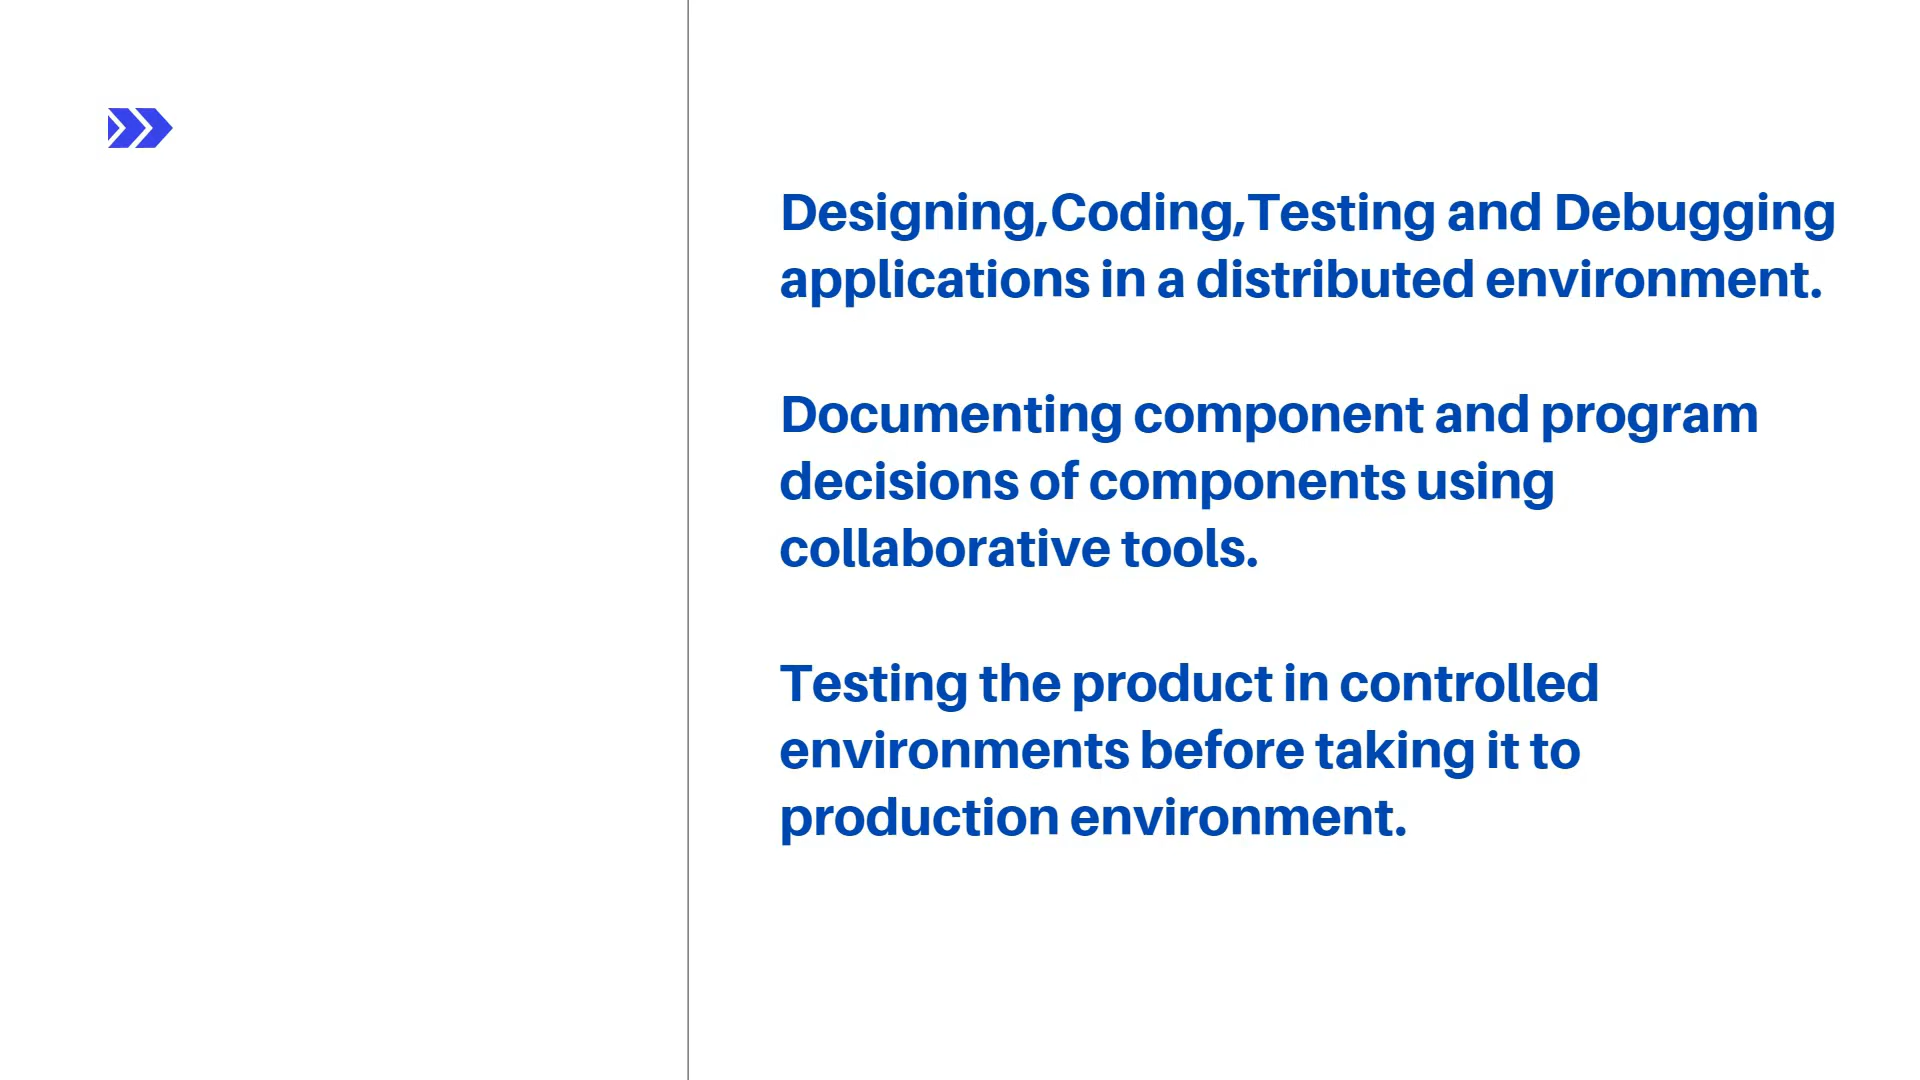 Designing,Coding,Testing and Debugging
applications in a distributed environment.
Documenting component and program
decisions of components using
collaborative tools.
Testing the product in controlled
environments before taking it to
production environment.